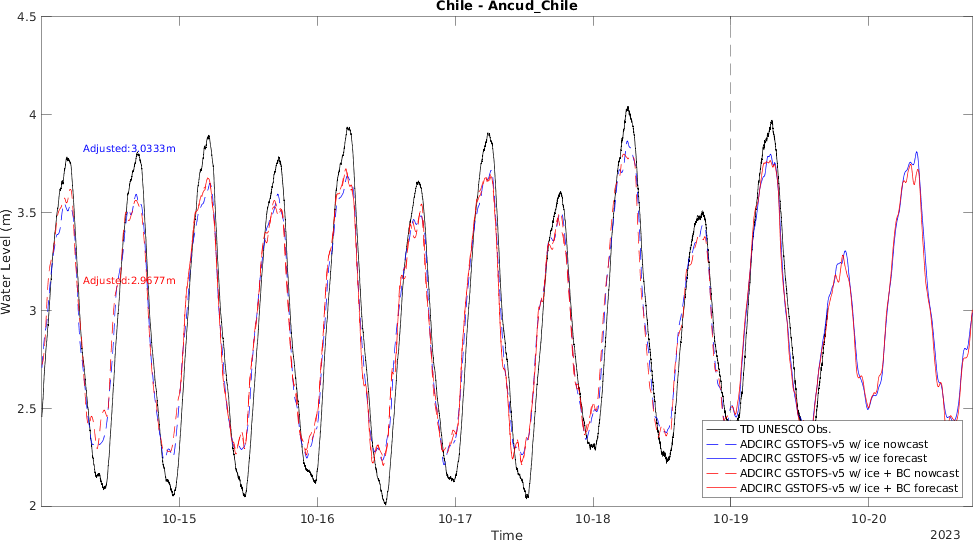 Chile - Ancud_Chile
4.5
4
3.5
3
2.5
2
Water Level (m)
Adjusted:3.0333m
Adjusted:2.9677m
TD UNESCO Obs.
ADCIRC GSTOFS-v5 w/ ice nowcast
ADCIRC GSTOFS-v5 w/ ice forecast
ADCIRC GSTOFS-v5 w/ ice + BC nowcast
ADCIRC GSTOFS-v5 w/ ice + BC forecast
10-15 10-16 10-17 10-18 10-19 10-20
2023
Time